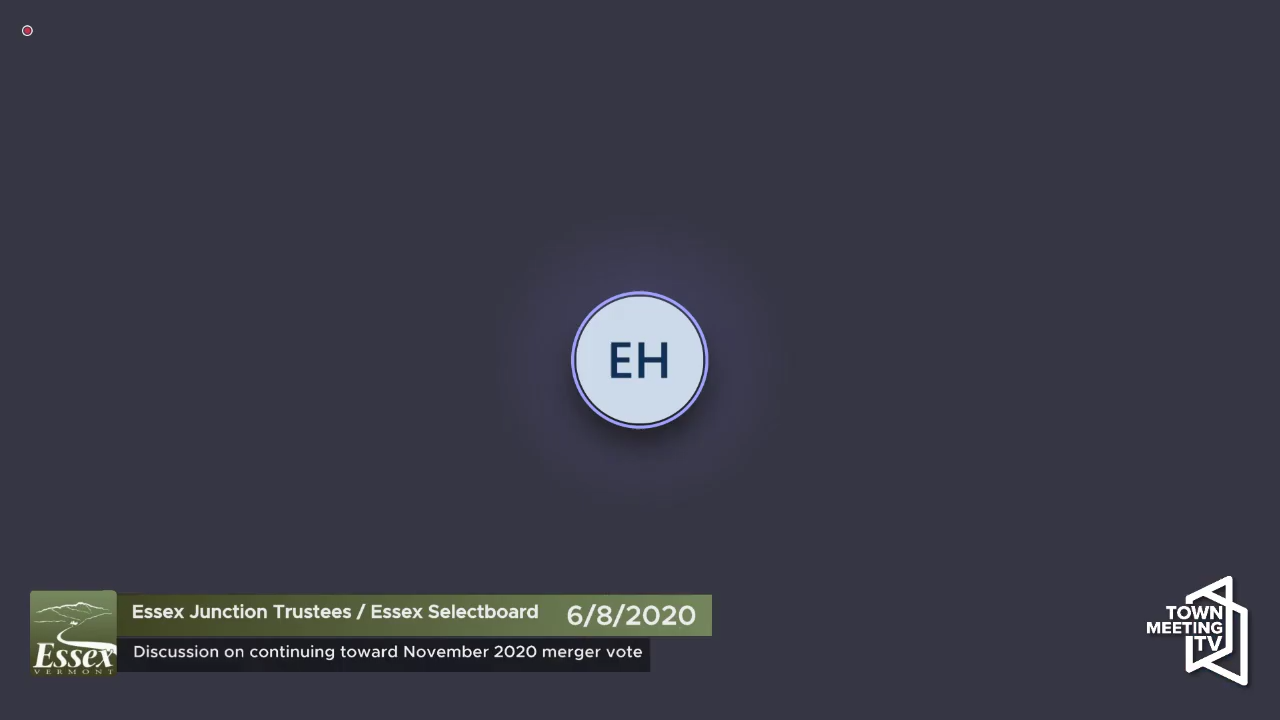 EH
Essex Junction Trustees / Essex Selectboard
6/8/2020
Discussion on continuing toward November 2020 merger vote
Essex
VERMONT
TOWN
MEETING
TV